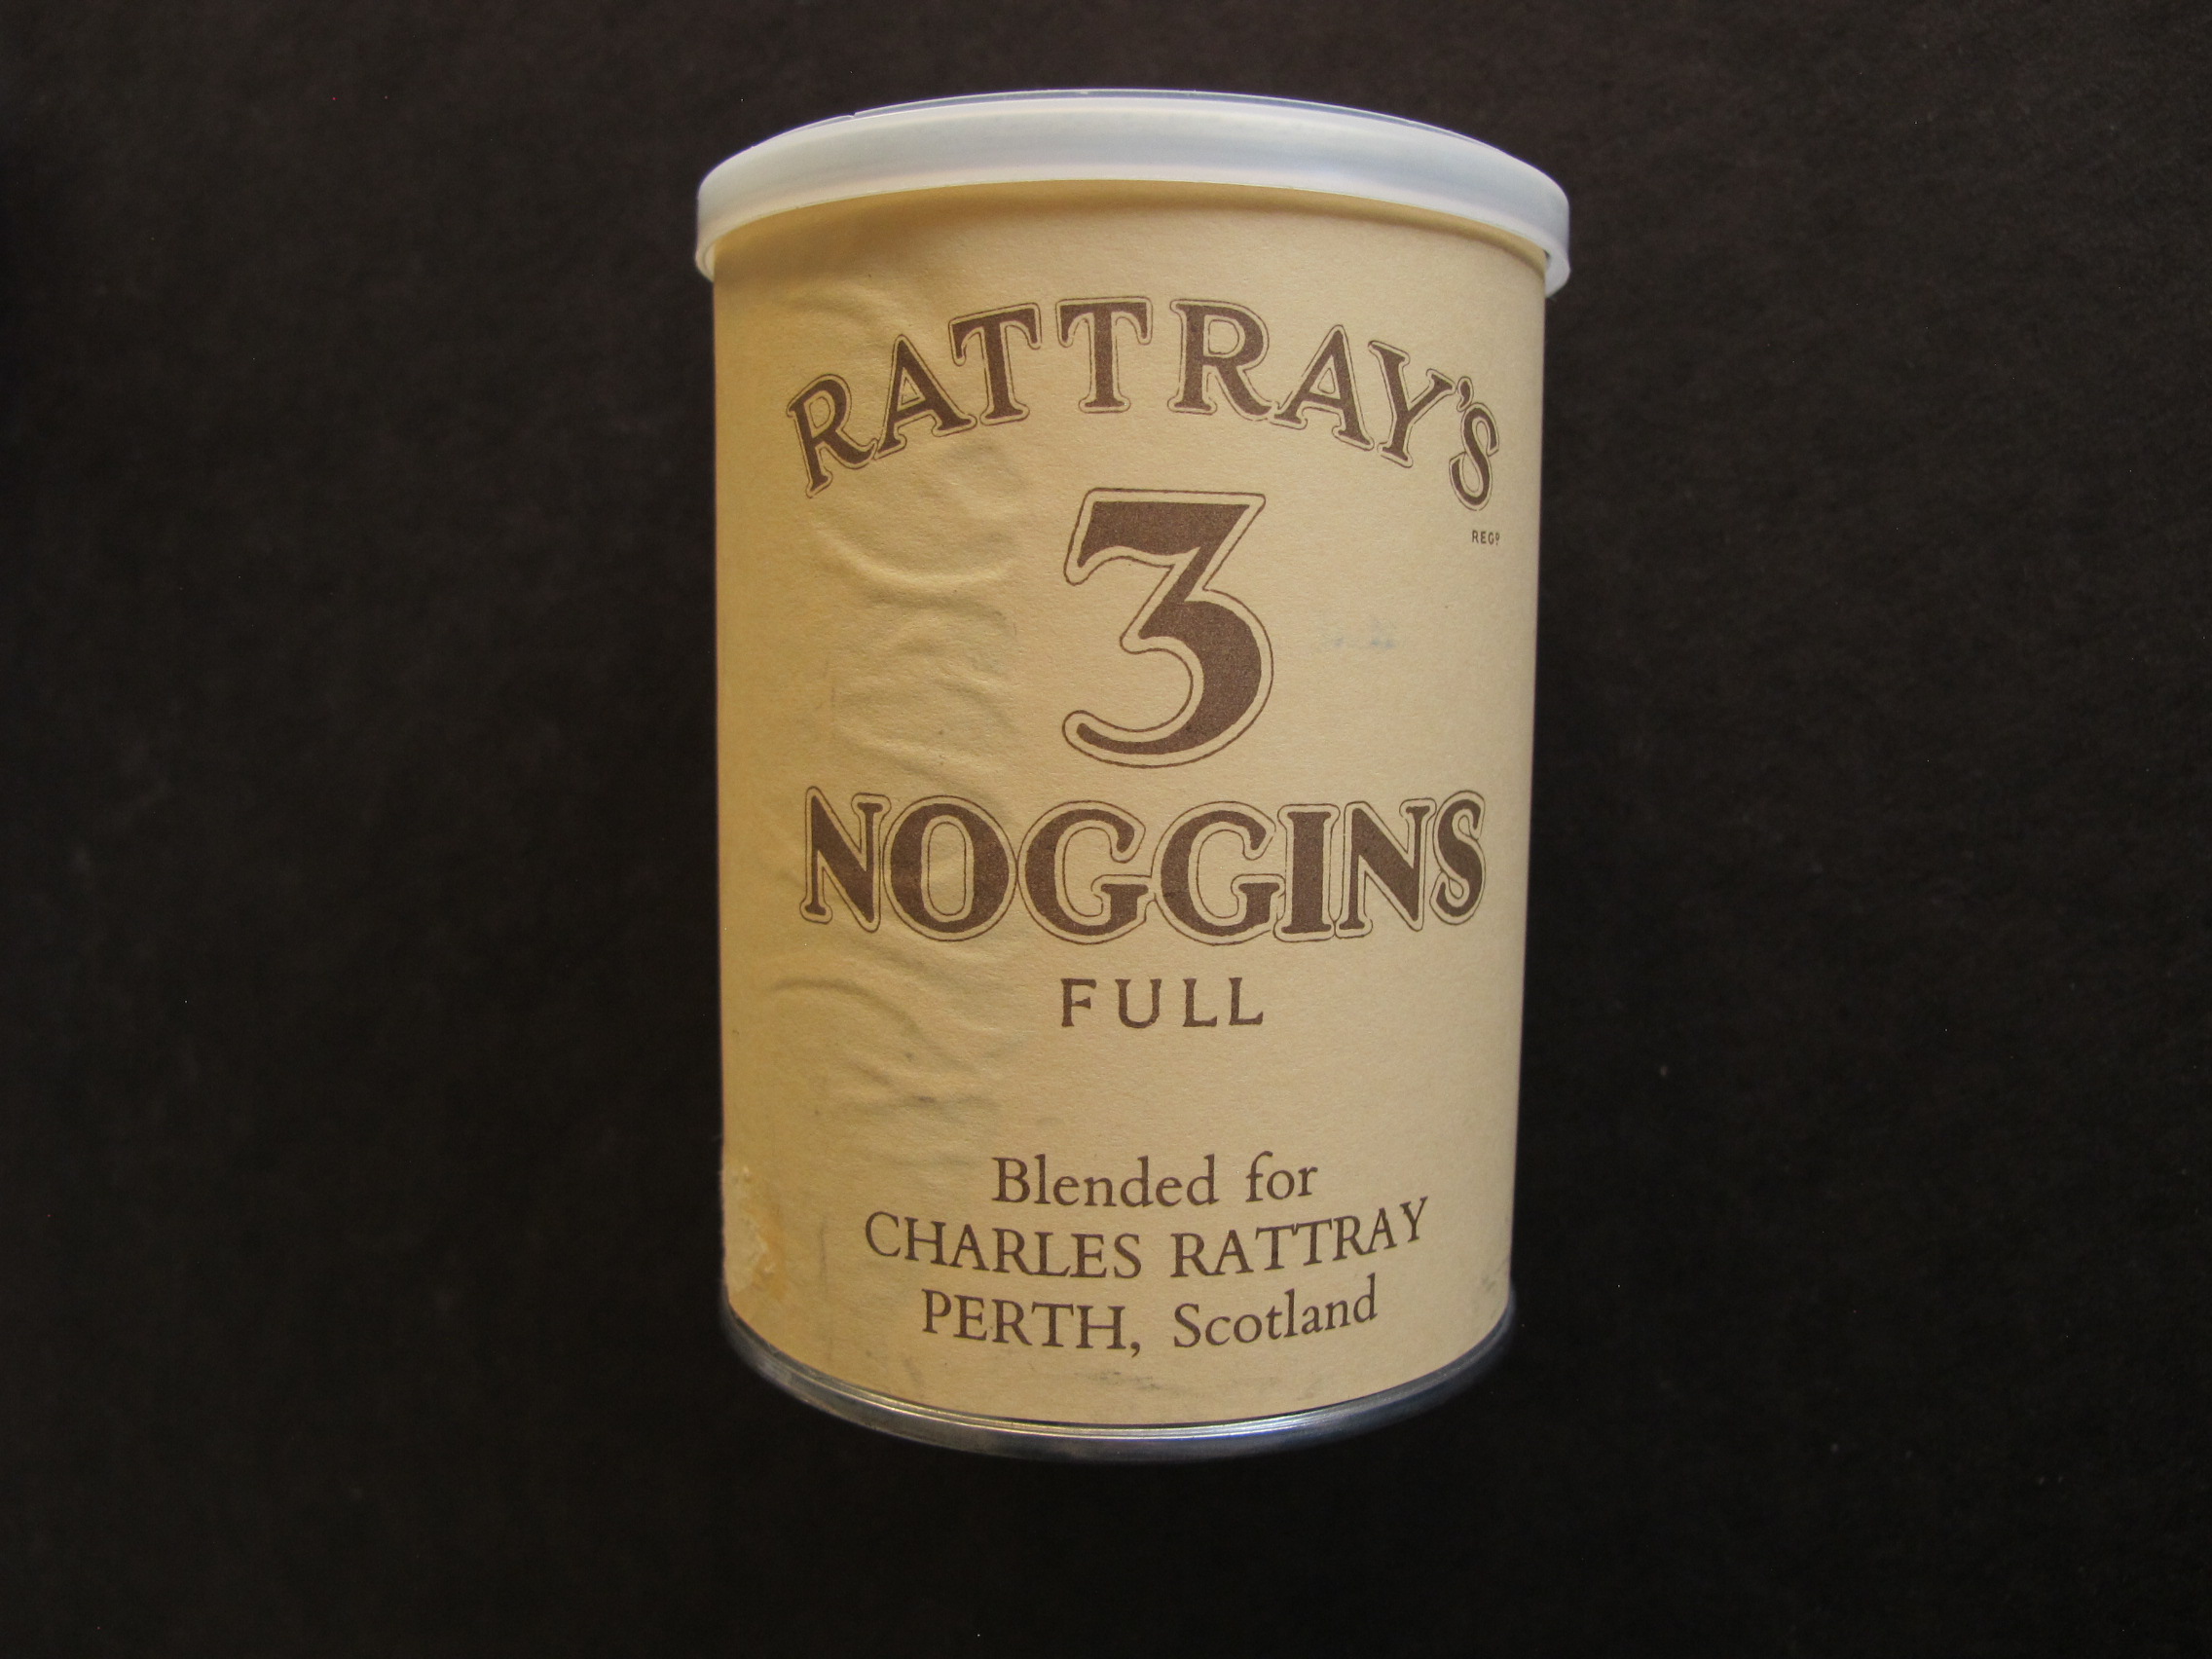 RATTRAY'S
REGD
3
NOGGINS
FULL
Blended for
CHARLES RATTRAY
PERTH, Scotland